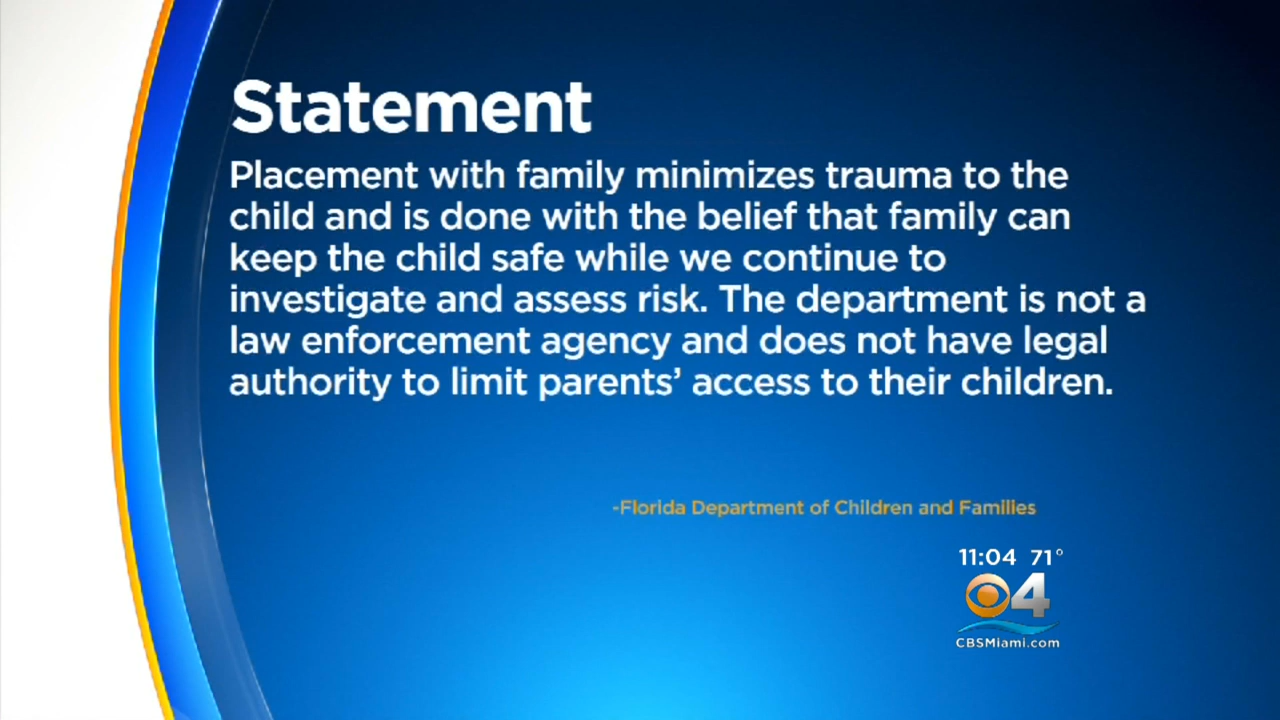 Statement
Placement with family minimizes trauma to the
child and is done with the belief that family can
keep the child safe while we continue to
investigate and assess risk. The department is not a
law enforcement agency and does not have legal
authority to limit parents’ access to their children.
-Florida Department of Children and Families
11:04 71°
4
CBSMiami.com